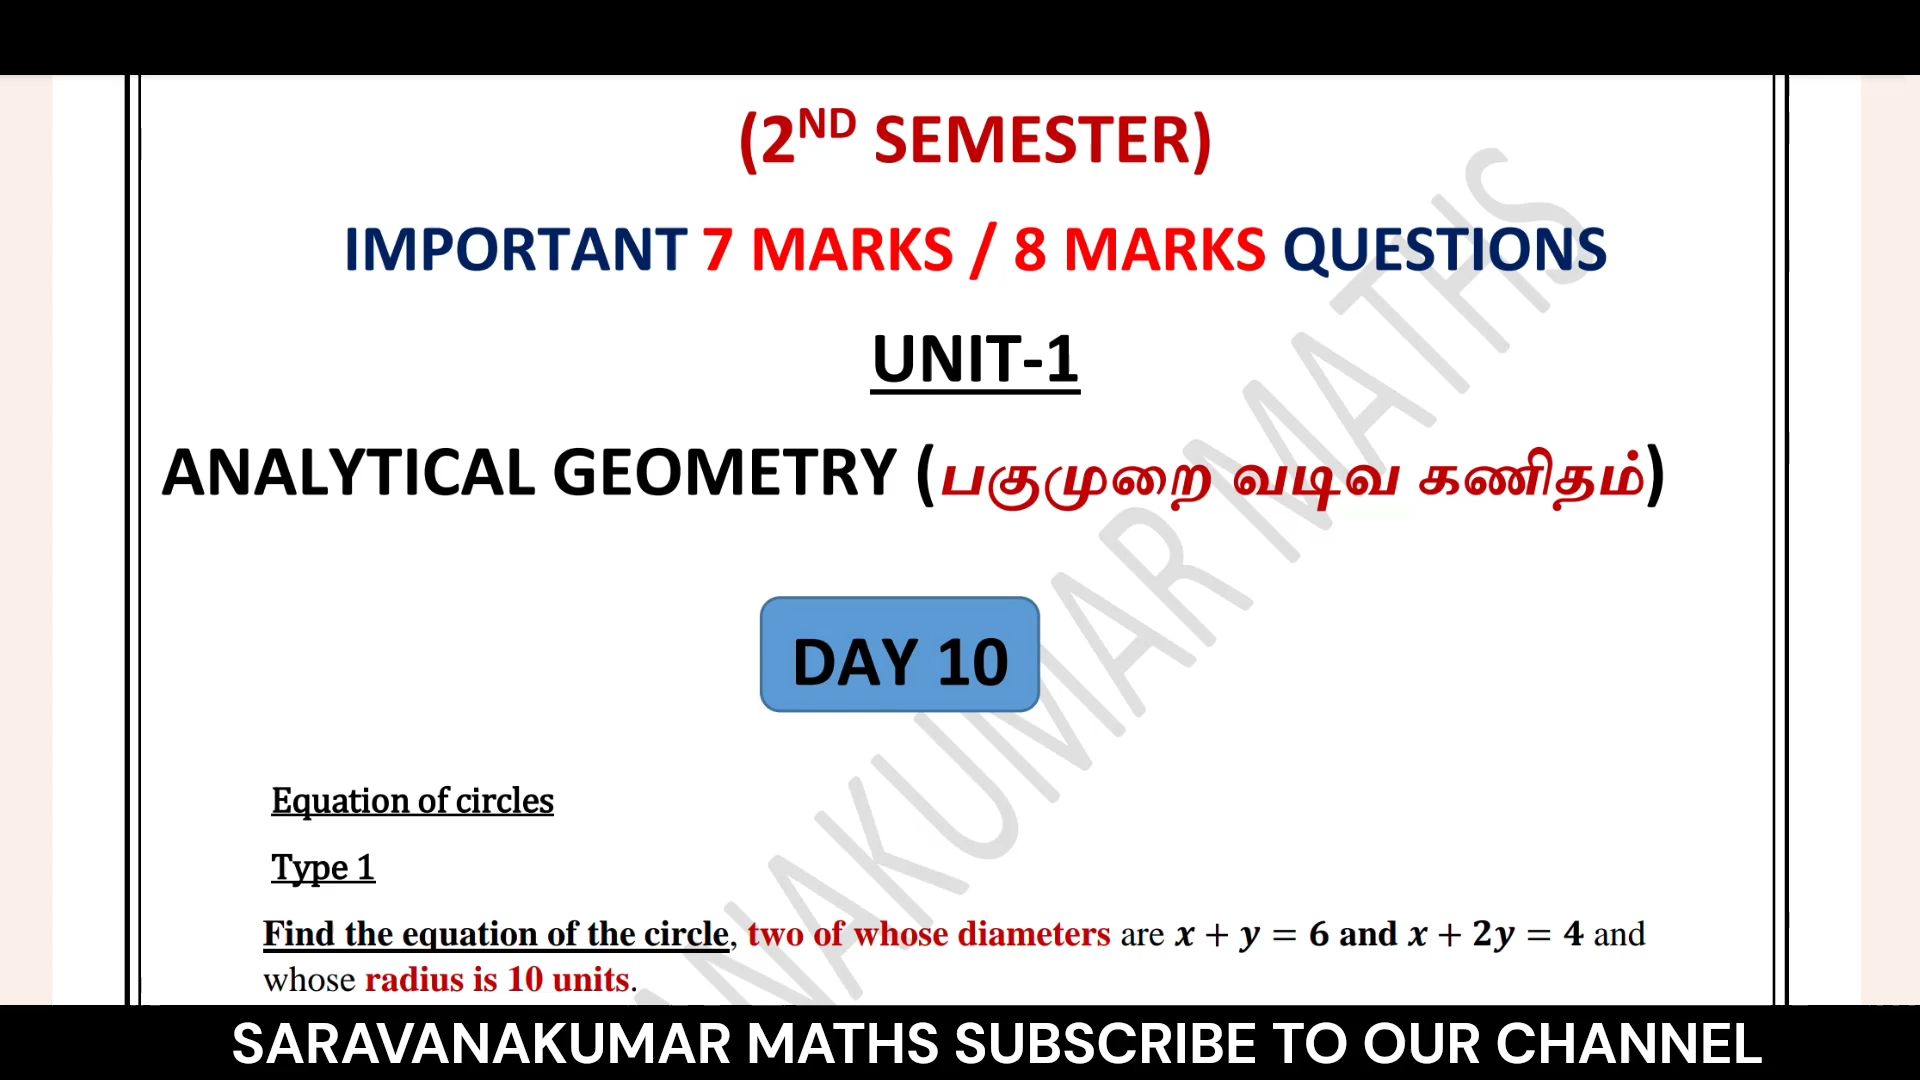 (2ND SEMESTER)
IMPORTANT 7 MARKS / 8 MARKS QUESTIONS
UNIT-1
ANALYTICAL GEOMETRY (பகுமுறை வடிவ கணிதம்)
DAY 10
Equation of circles
Type 1
Find the equation of the circle, two of whose diameters are x + y = 6 and x + 2y = 4 and
whose radius is 10 units.
ANAKUMAR MATHS
SARAVANAKUMAR MATHS SUBSCRIBE TO OUR CHANNEL